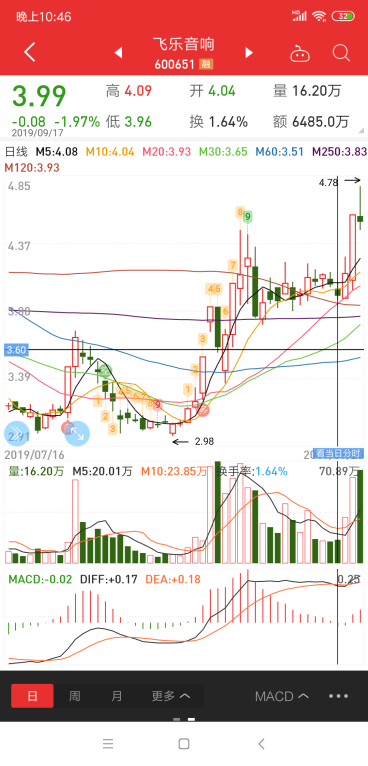 晚上10:46
HD 32
飞乐音响
600651 融
3.99 高 4.09 开 4.04 量 16.20万
-0.08 -1.97% 低 3.96 换 1.64% 额 6485.0万
2019/09/17
日线 M5:4.08 M10:4.04 M20:3.93 M30:3.65 M60:3.51 M250:3.83
M120:3.93
4.85
4.78
4.37
3.88
3.60
3.39
2.91
2.98
2019/07/16
看当日分时
量:16.20万 M5:20.01万 M10:23.85万 换手率:1.64% 70.89万
MACD:-0.02 DIFF:+0.17 DEA:+0.18 0.25
日 周 月 更多 MACD